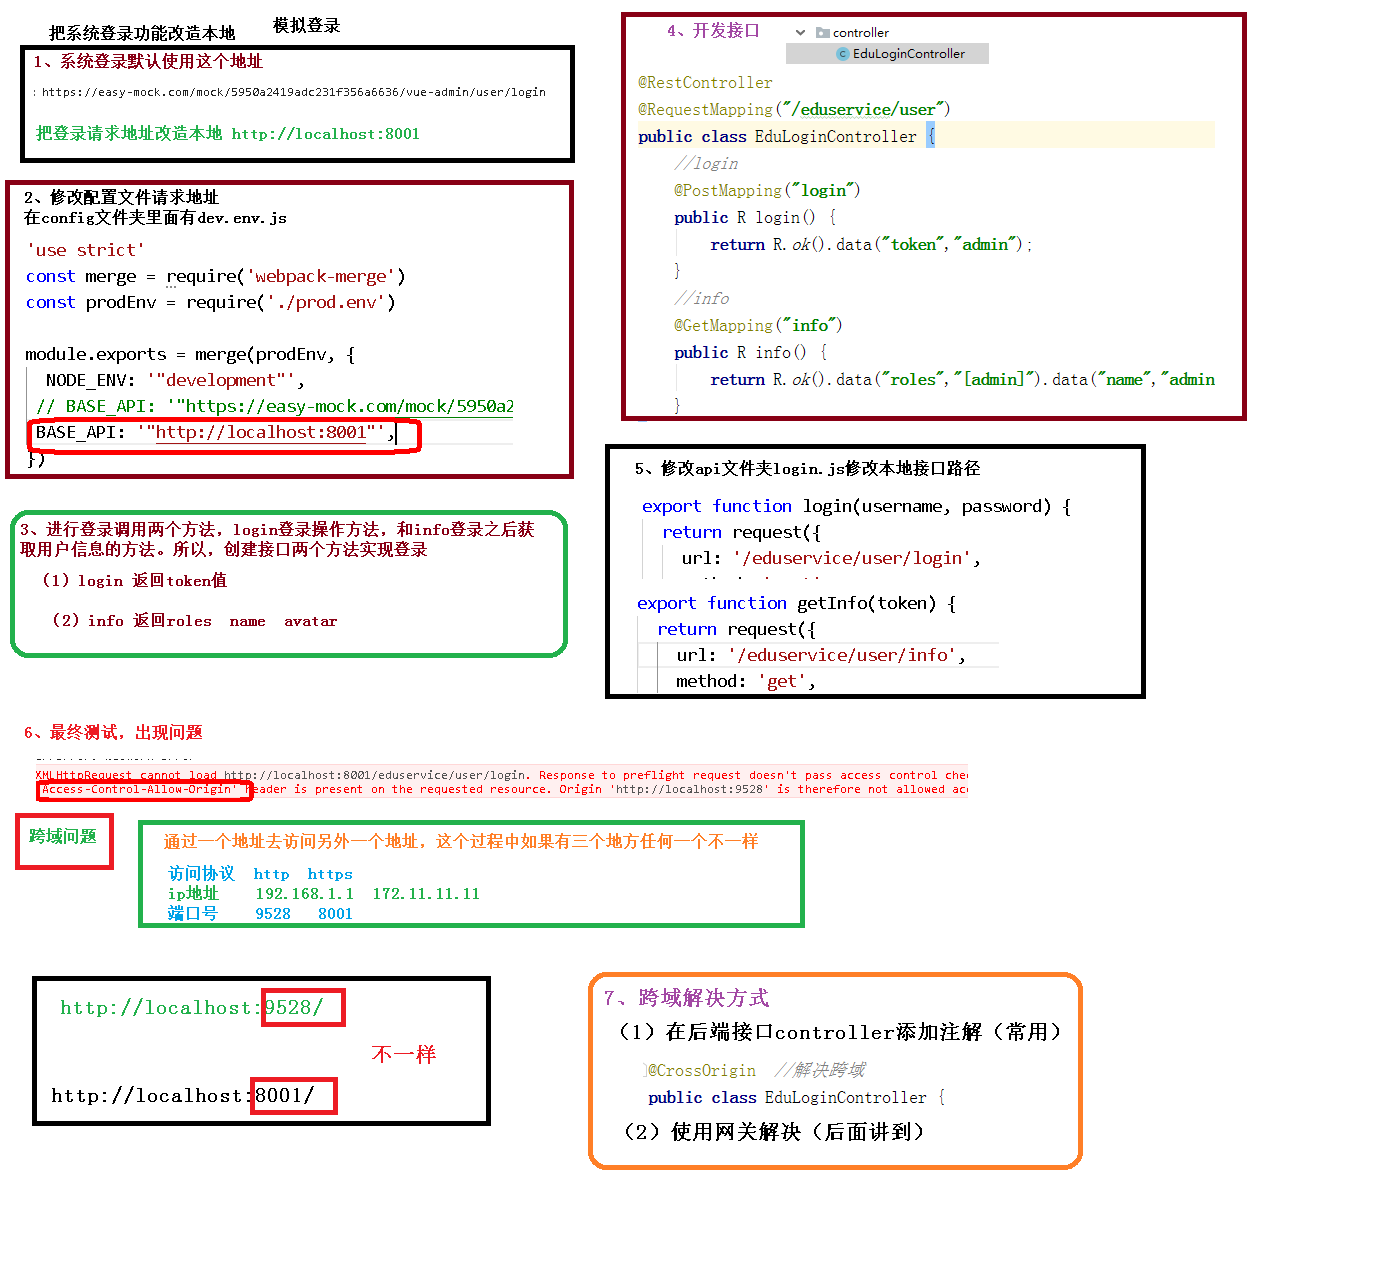 把系统登录功能改造本地
模拟登录
1、系统登录默认使用这个地址
: https://easy-mock.com/mock/5950a2419adc231f356a6636/vue-admin/user/login
把登录请求地址改造本地 http://localhost:8001
2、修改配置文件请求地址
在config文件夹里面有dev.env.js
'use strict'
const merge = require('webpack-merge')
const prodEnv = require('./prod.env')
module.exports = merge(prodEnv, {
NODE_ENV: '"development"',
// BASE_API: '"https://easy-mock.com/mock/5950a2
BASE_API: '"http://localhost:8001"',
})
3、进行登录调用两个方法，login登录操作方法，和info登录之后获
取用户信息的方法。所以，创建接口两个方法实现登录
（1）login 返回token值
（2）info 返回roles name avatar
4、开发接口
controller
EduLoginController
@RestController
@RequestMapping("/eduservice/user")
public class EduLoginController {
//login
@PostMapping("login")
public R login() {
return R.ok().data("token","admin");
}
//info
@GetMapping("info")
public R info() {
return R.ok().data("roles","[admin]").data("name","admin
}
5、修改api文件夹login.js修改本地接口路径
export function login(username, password) {
return request({
url: '/eduservice/user/login',
export function getInfo(token) {
return request({
url: '/eduservice/user/info',
method: 'get',
6、最终测试，出现问题
XMLHttpRequest cannot load http://localhost:8001/eduservice/user/login. Response to preflight request doesn't pass access control che
Access-Control-Allow-Origin' header is present on the requested resource. Origin 'http://localhost:9528' is therefore not allowed ac
跨域问题
通过一个地址去访问另外一个地址，这个过程中如果有三个地方任何一个不一样
访问协议 http https
ip地址 192.168.1.1 172.11.11.11
端口号 9528 8001
http://localhost:9528/
不一样
http://localhost:8001/
7、跨域解决方式
（1）在后端接口controller添加注解（常用）
@CrossOrigin //解决跨域
public class EduLoginController {
（2）使用网关解决（后面讲到）